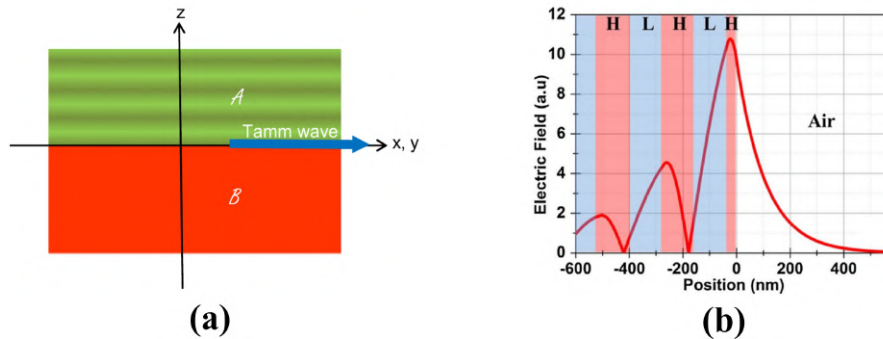 z
A
Tamm wave
x, y
B
(a)
12
10
8
6
4
2
0
Electric Field (a.u)
H L H L H
Air
-600 -400 -200 0 200 400
Position (nm)
(b)